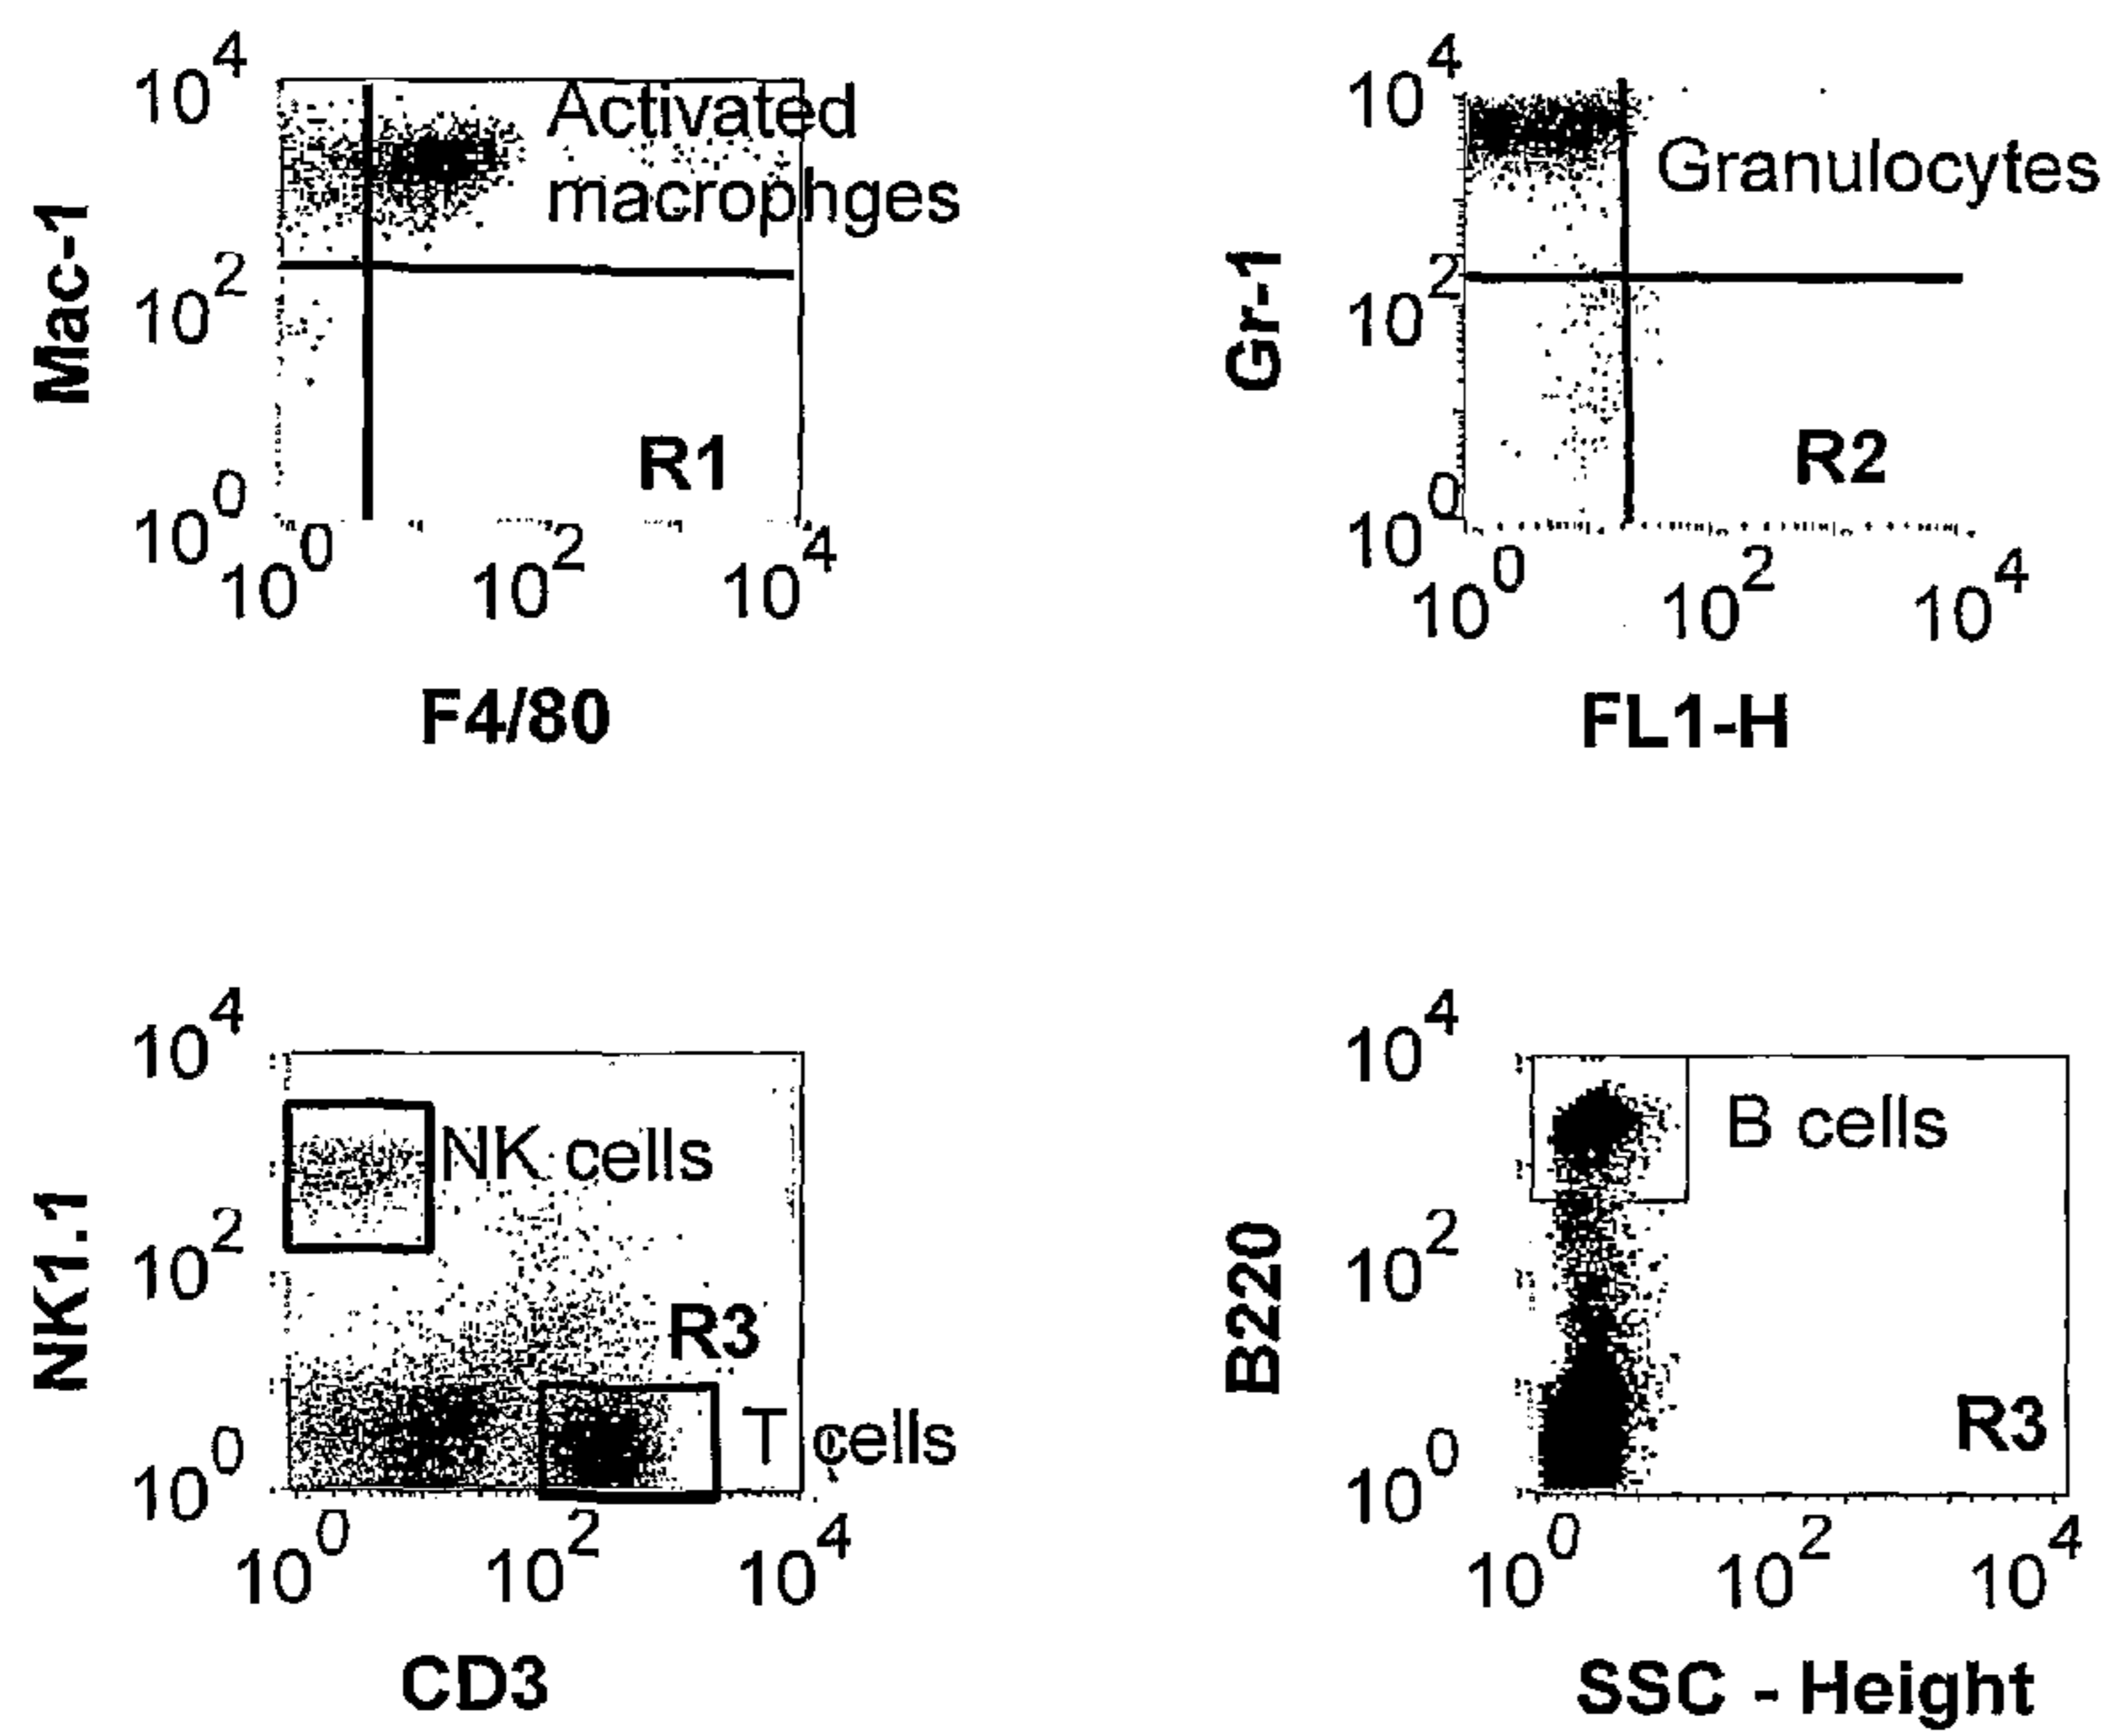 10^4
Activated
macrophges
Mac-1
10^2
R1
10^0
10^0 10^2 10^4
F4/80
10^4
Granulocytes
Gr-1
10^2
R2
10^0
10^0 10^2 10^4
FL1-H
10^4
NK cells
NK1.1
10^2
R3
T cells
10^0
10^0 10^2 10^4
CD3
10^4
B cells
B220
10^2
R3
10^0
10^0 10^2 10^4
SSC - Height